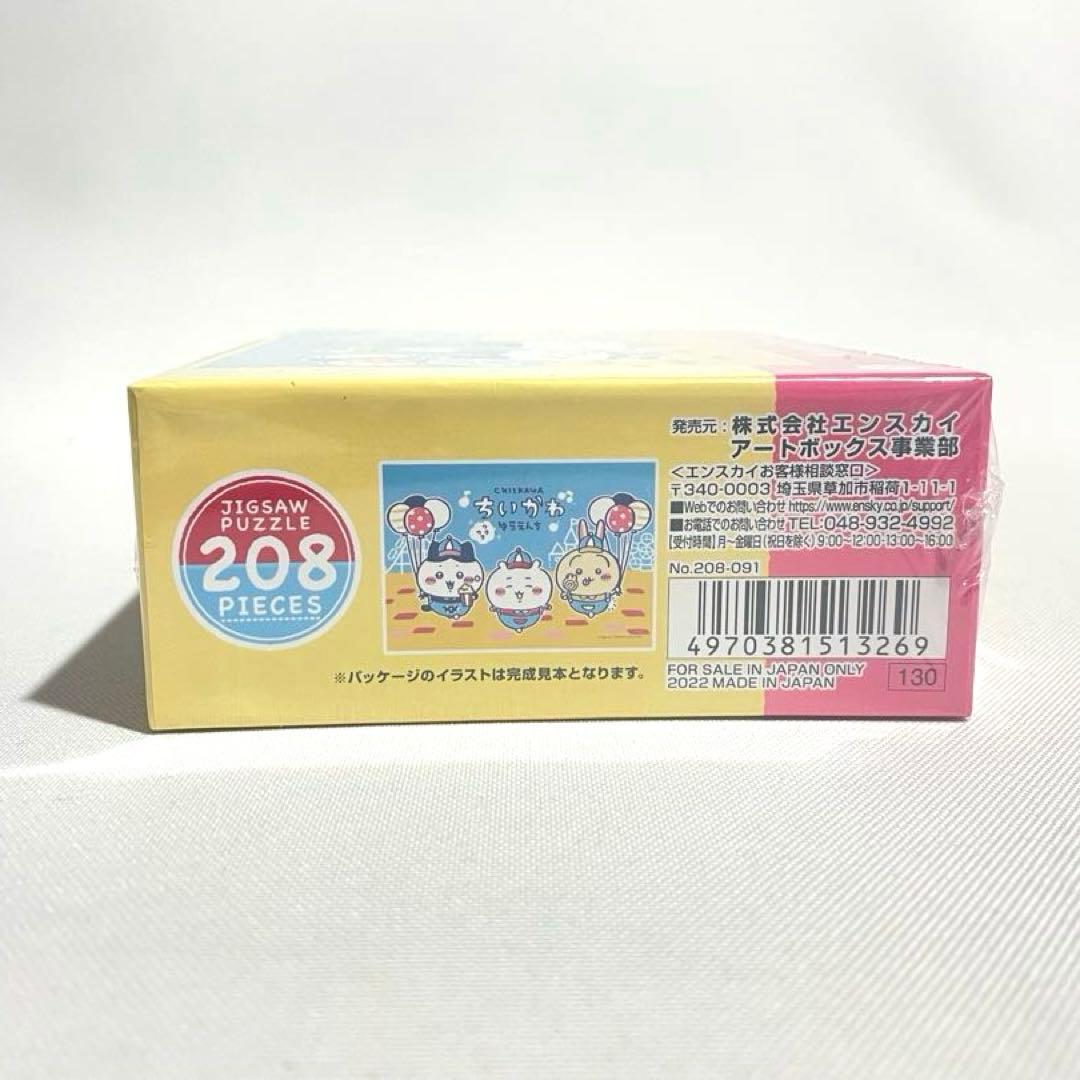 JIGSAW
PUZZLE
208
PIECES
CHIIKAWA
ちいかわ
ゆうえんち
※パッケージのイラストは完成見本となります。
発売元：株式会社エンスカイ
アートボックス事業部
＜エンスカイお客様相談窓口＞
〒340-0003 埼玉県草加市稲荷1-11-1
■Webでのお問い合わせ https://www.ensky.co.jp/support/
■お電話でのお問い合わせ TEL:048-932-4992
【受付時間】月～金曜日(祝日を除く) 9:00~12:00・13:00~16:00
No.208-091
4970381513269
FOR SALE IN JAPAN ONLY
2022 MADE IN JAPAN
130